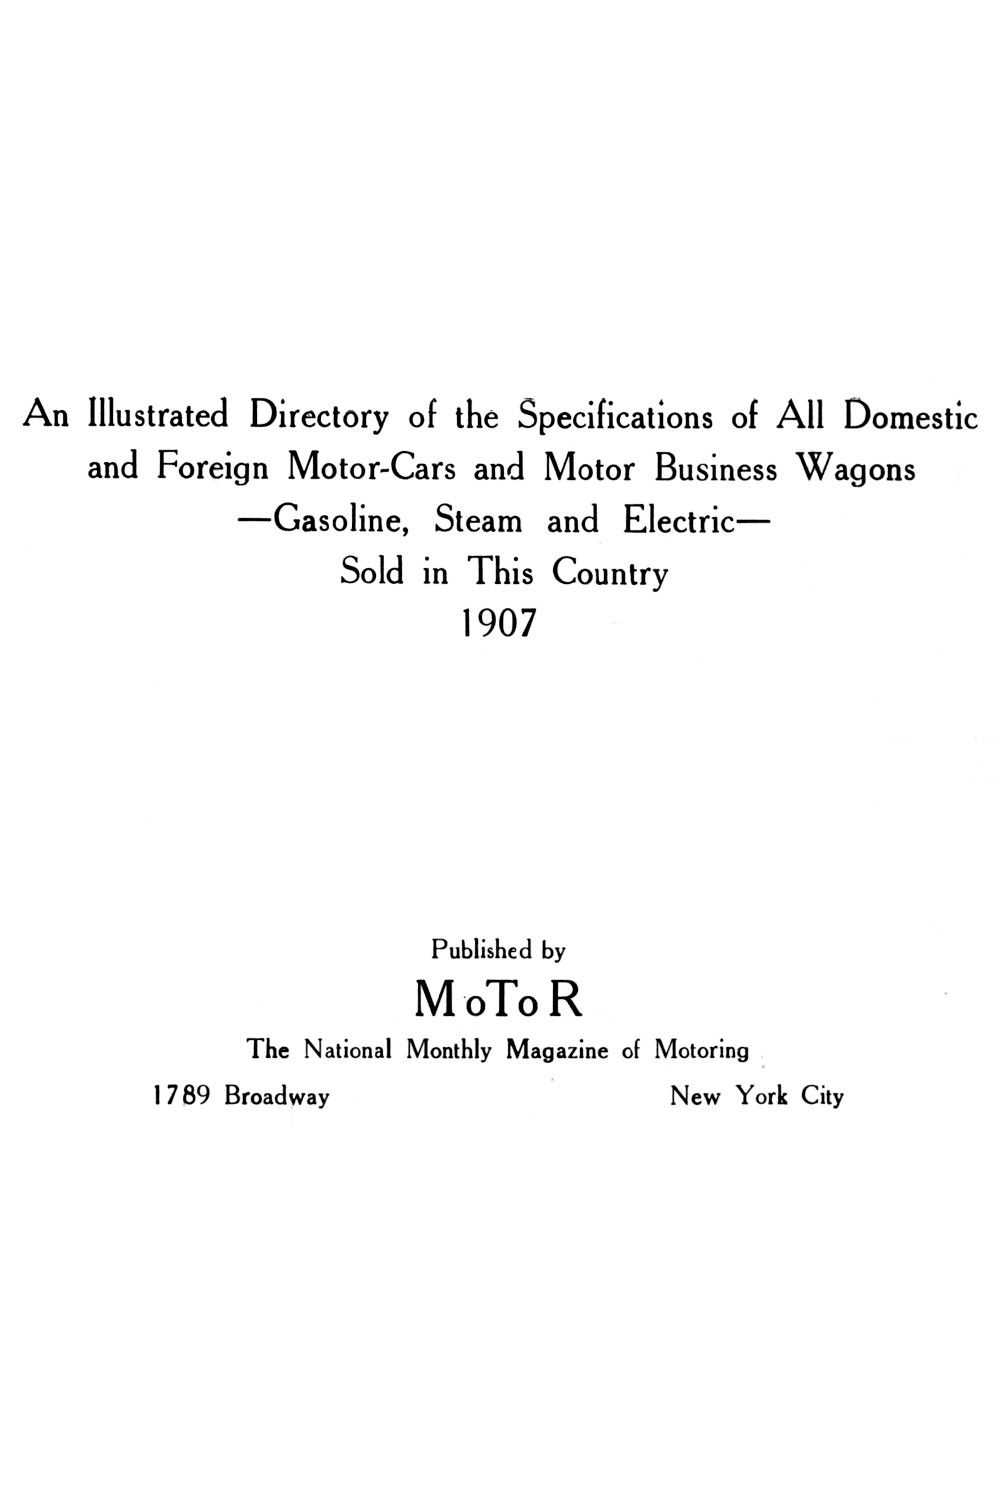 An Illustrated Directory of the Specifications of All Domestic
and Foreign Motor-Cars and Motor Business Wagons
—Gasoline, Steam and Electric—
Sold in This Country
1907
Published by
MoToR
The National Monthly Magazine of Motoring
1789 Broadway New York City